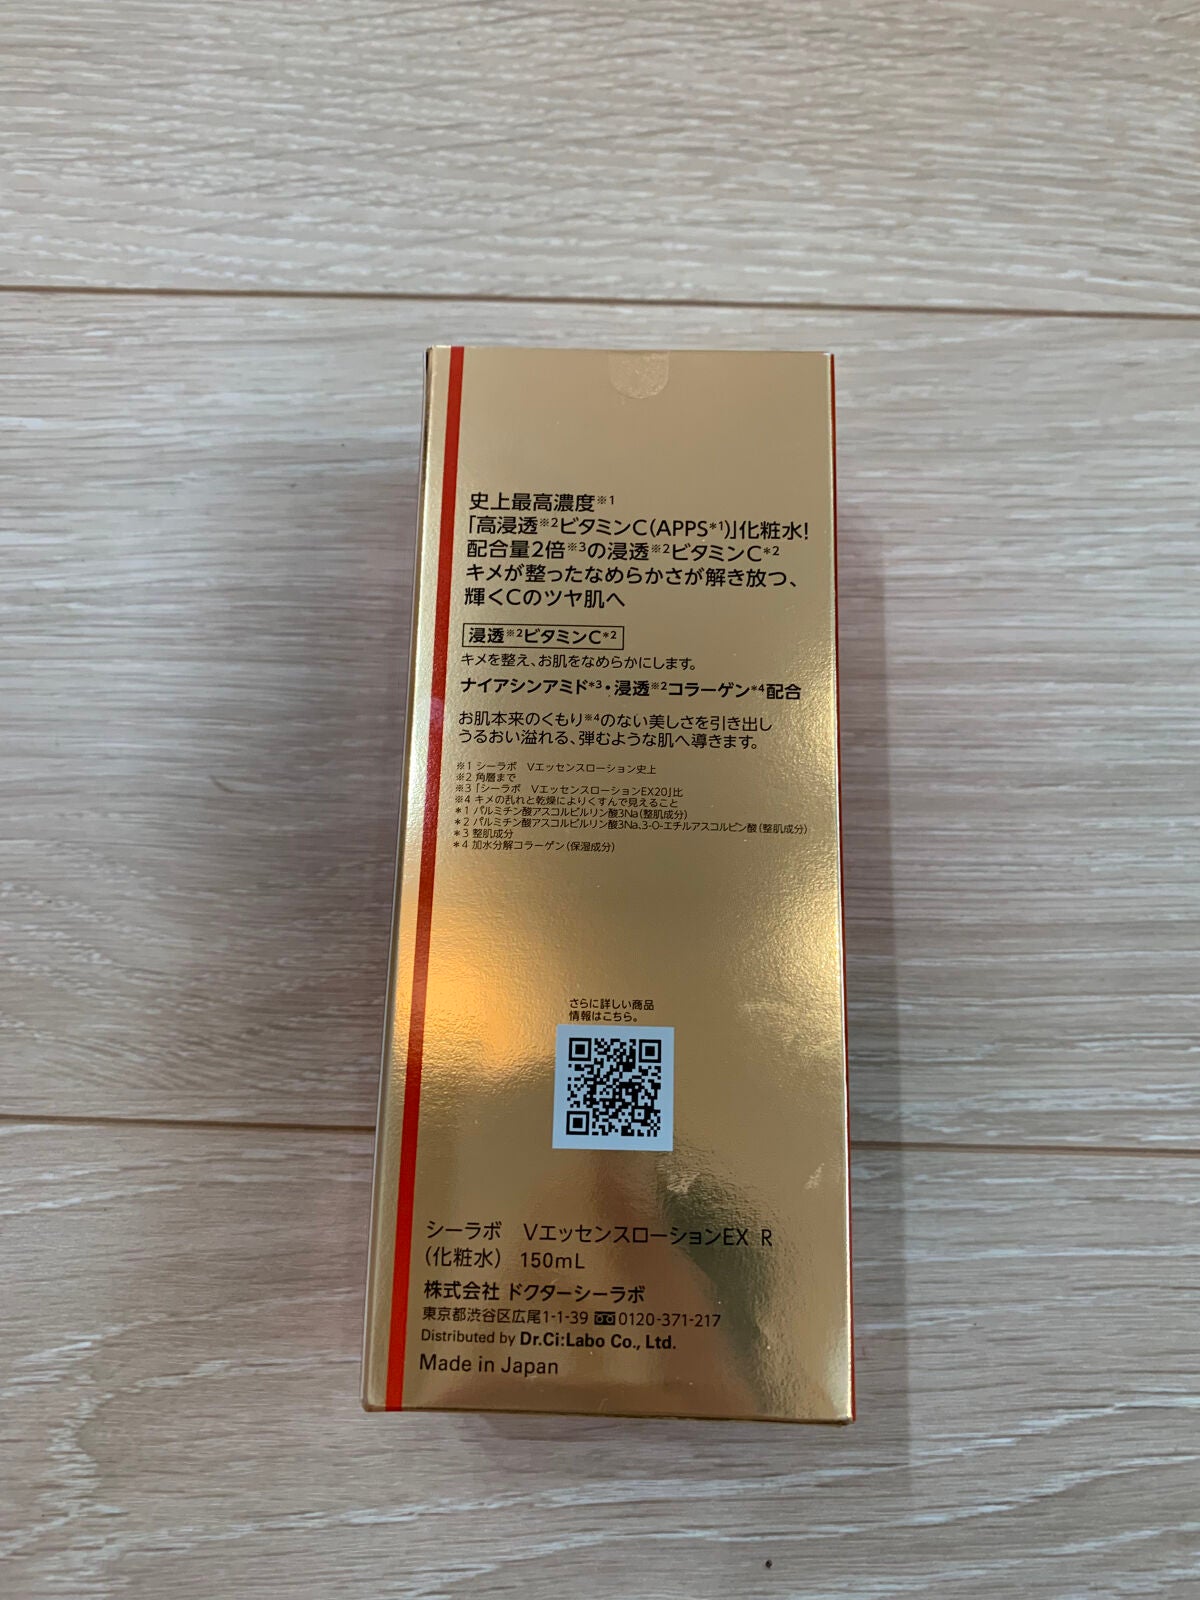 史上最高濃度※1
「高浸透※2ビタミンC(APPS*1)」化粧水!
配合量2倍※3の浸透※2ビタミンC*2
キメが整ったなめらかさが解き放つ、
輝くCのツヤ肌へ
浸透※2ビタミンC*2
キメを整え、お肌をなめらかにします。
ナイアシンアミド*3・浸透※2コラーゲン*4配合
お肌本来のくもり※4のない美しさを引き出し
うるおい溢れる、弾むような肌へ導きます。
※1 シーラボ　Vエッセンスローション史上
※2 角層まで
※3「シーラボ　VエッセンスローションEX20」比
※4 キメの乱れと乾燥によりくすんで見えること
*1 パルミチン酸アスコルビルリン酸3Na(整肌成分)
*2 パルミチン酸アスコルビルリン酸3Na、3-O-エチルアスコルビン酸(整肌成分)
*3 整肌成分
*4 加水分解コラーゲン(保湿成分)
さらに詳しい商品
情報はこちら。
シーラボ　VエッセンスローションEX R
(化粧水) 150mL
株式会社 ドクターシーラボ
東京都渋谷区広尾1-1-39 0120-371-217
Distributed by Dr.Ci:Labo Co., Ltd.
Made in Japan